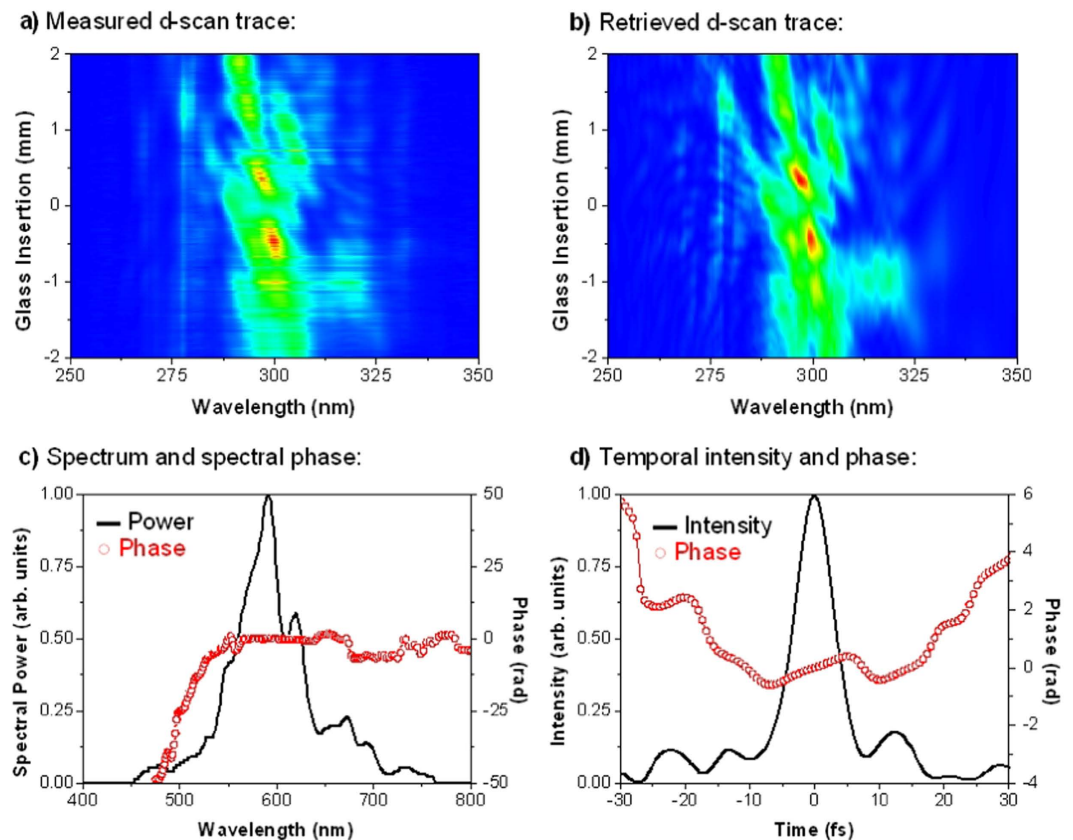 a) Measured d-scan trace:
b) Retrieved d-scan trace:
2
1
0
-1
-2
Glass Insertion (mm)
250 275 300 325 350
Wavelength (nm)
2
1
0
-1
-2
Glass Insertion (mm)
250 275 300 325 350
Wavelength (nm)
c) Spectrum and spectral phase:
d) Temporal intensity and phase:
1.00
0.75
0.50
0.25
0.00
Spectral Power (arb. units)
Power
Phase
50
25
0
-25
-50
Phase (rad)
400 500 600 700 800
Wavelength (nm)
1.00
0.75
0.50
0.25
0.00
Intensity (arb. units)
Intensity
Phase
6
4
2
0
-2
-4
Phase (rad)
-30 -20 -10 0 10 20 30
Time (fs)